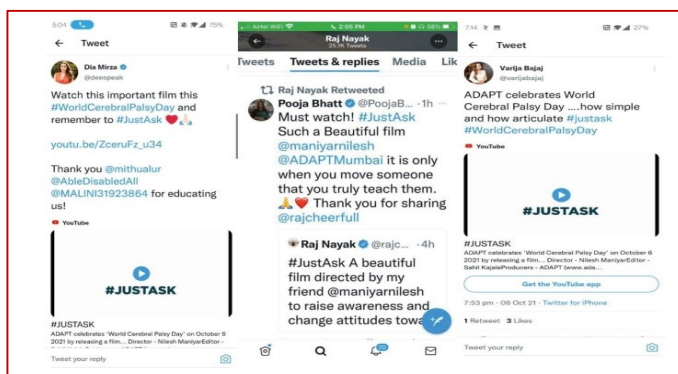 5:04
75%
Tweet
Dia Mirza
@deespeak
Watch this important film this
#WorldCerebralPalsyDay and
remember to #JustAsk ❤️🙏🏻
youtu.be/ZceruFz_u34
Thank you @mithualur
@AbleDisabledAll
@MALINI31923864 for educating
us!
YouTube
#JUSTASK
#JUSTASK
ADAPT celebrates 'World Cerebral Palsy Day' on October 6
2021 by releasing a film... Director - Nilesh ManiyarEditor -
Tweet your reply
Airtel WiFi
2:05 PM
58%
Raj Nayak
25.1K Tweets
Tweets
Tweets & replies
Media
Lik
Raj Nayak Retweeted
Pooja Bhatt @PoojaB... · 1h
Must watch! #JustAsk
Such a Beautiful film
@maniyarnilesh
@ADAPTMumbai it is only
when you move someone
that you truly teach them.
🙏❤️ Thank you for sharing
@rajcheerfull
Raj Nayak @rajc... · 4h
#JustAsk A beautiful
film directed by my
friend @maniyarnilesh
to raise awareness and
change attitudes towa
20
7:14
27%
Tweet
Varija Bajaj
@varijabajaj
ADAPT celebrates World
Cerebral Palsy Day ....how simple
and how articulate #justask
#WorldCerebralPalsyDay
YouTube
#JUSTASK
#JUSTASK
ADAPT celebrates 'World Cerebral Palsy Day' on October 6
2021 by releasing a film... Director - Nilesh ManiyarEditor -
Sahil KajaleProducers - ADAPT (www.ada...
Get the YouTube app
7:53 pm · 06 Oct 21 · Twitter for iPhone
1 Retweet 3 Likes
Tweet your reply